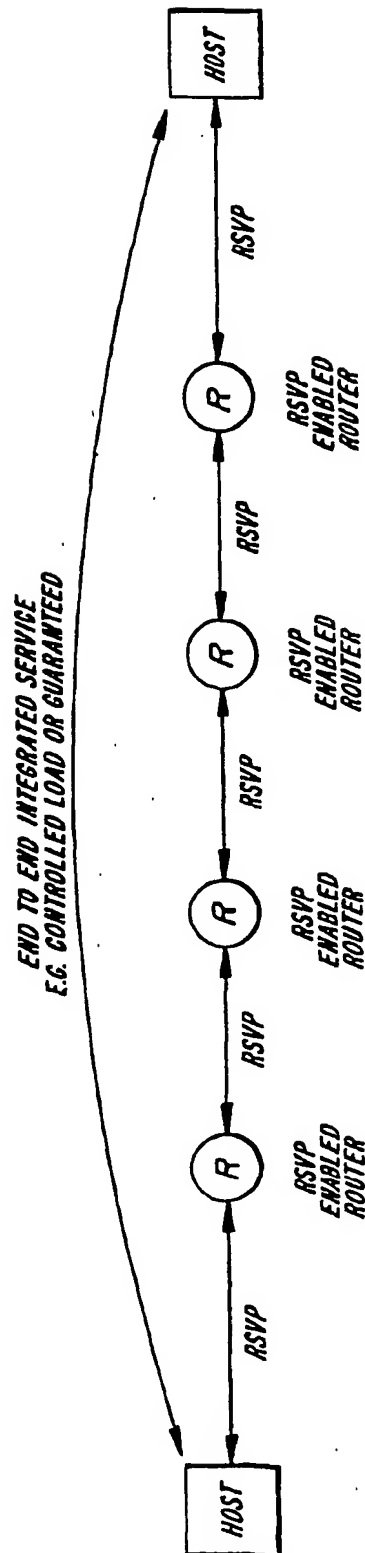 END TO END INTEGRATED SERVICE
E.G. CONTROLLED LOAD OR GUARANTEED
HOST
RSVP
R
RSVP
ENABLED
ROUTER
RSVP
R
RSVP
ENABLED
ROUTER
RSVP
R
RSVP
ENABLED
ROUTER
RSVP
R
RSVP
ENABLED
ROUTER
RSVP
HOST